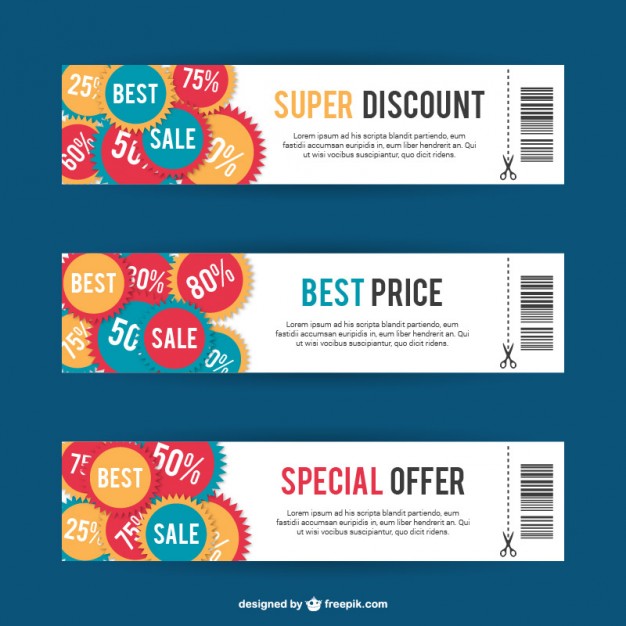 25%
BEST
75%
60%
SALE
0%
SUPER DISCOUNT
Lorem ipsum ad his scripta blandit partiendo, eum
fastidii accumsan euripidis in, eum liber hendrerit an.
Qui ut wisi vocibus suscipiantur, quo dicit
BEST
80%
15%
50
SALE
0%
BEST PRICE
Lorem ipsum ad his scripta blandit partiendo, eum
fastidii accumsan euripidis in, eum liber hendrerit an.
Qui ut wisi vocibus suscipiantur, quo dicit
50%
BEST
25%
75%
SALE
SPECIAL OFFER
Lorem ipsum ad his scripta blandit partiendo, eum
fastidii accumsan euripidis in, eum liber hendrerit an.
Qui ut wisi vocibus suscipiantur, quo dicit
designed by freepik.com